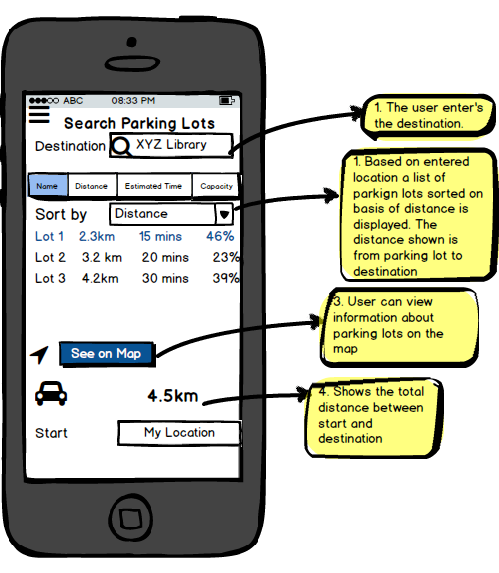 ABC 08:33 PM
Search Parking Lots
Destination XYZ Library
Name Distance Estimated Time Capacity
Sort by Distance
Lot 1 2.3km 15 mins 46%
Lot 2 3.2 km 20 mins 23%
Lot 3 4.2km 30 mins 39%
See on Map
4.5km
Start My Location
1. The user enter's
the destination.
1. Based on entered
location a list of
parkign lots sorted on
basis of distance is
displayed. The
distance shown is
from parking lot to
destination
3. User can view
information about
parking lots on the
map
4. Shows the total
distance between
start and
destination